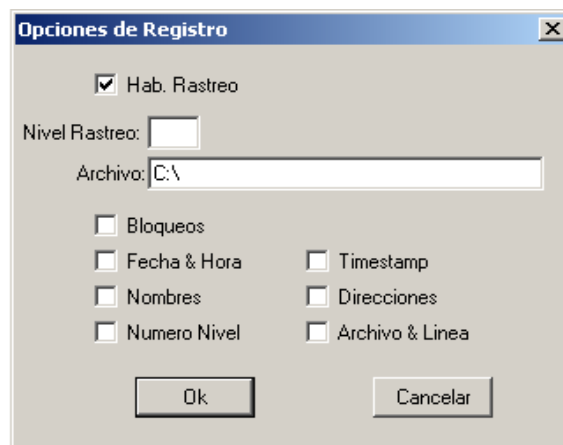 Opciones de Registro
Hab. Rastreo
Nivel Rastreo:
Archivo: C:\
Bloqueos
Fecha & Hora Timestamp
Nombres Direcciones
Numero Nivel Archivo & Linea
Ok Cancelar